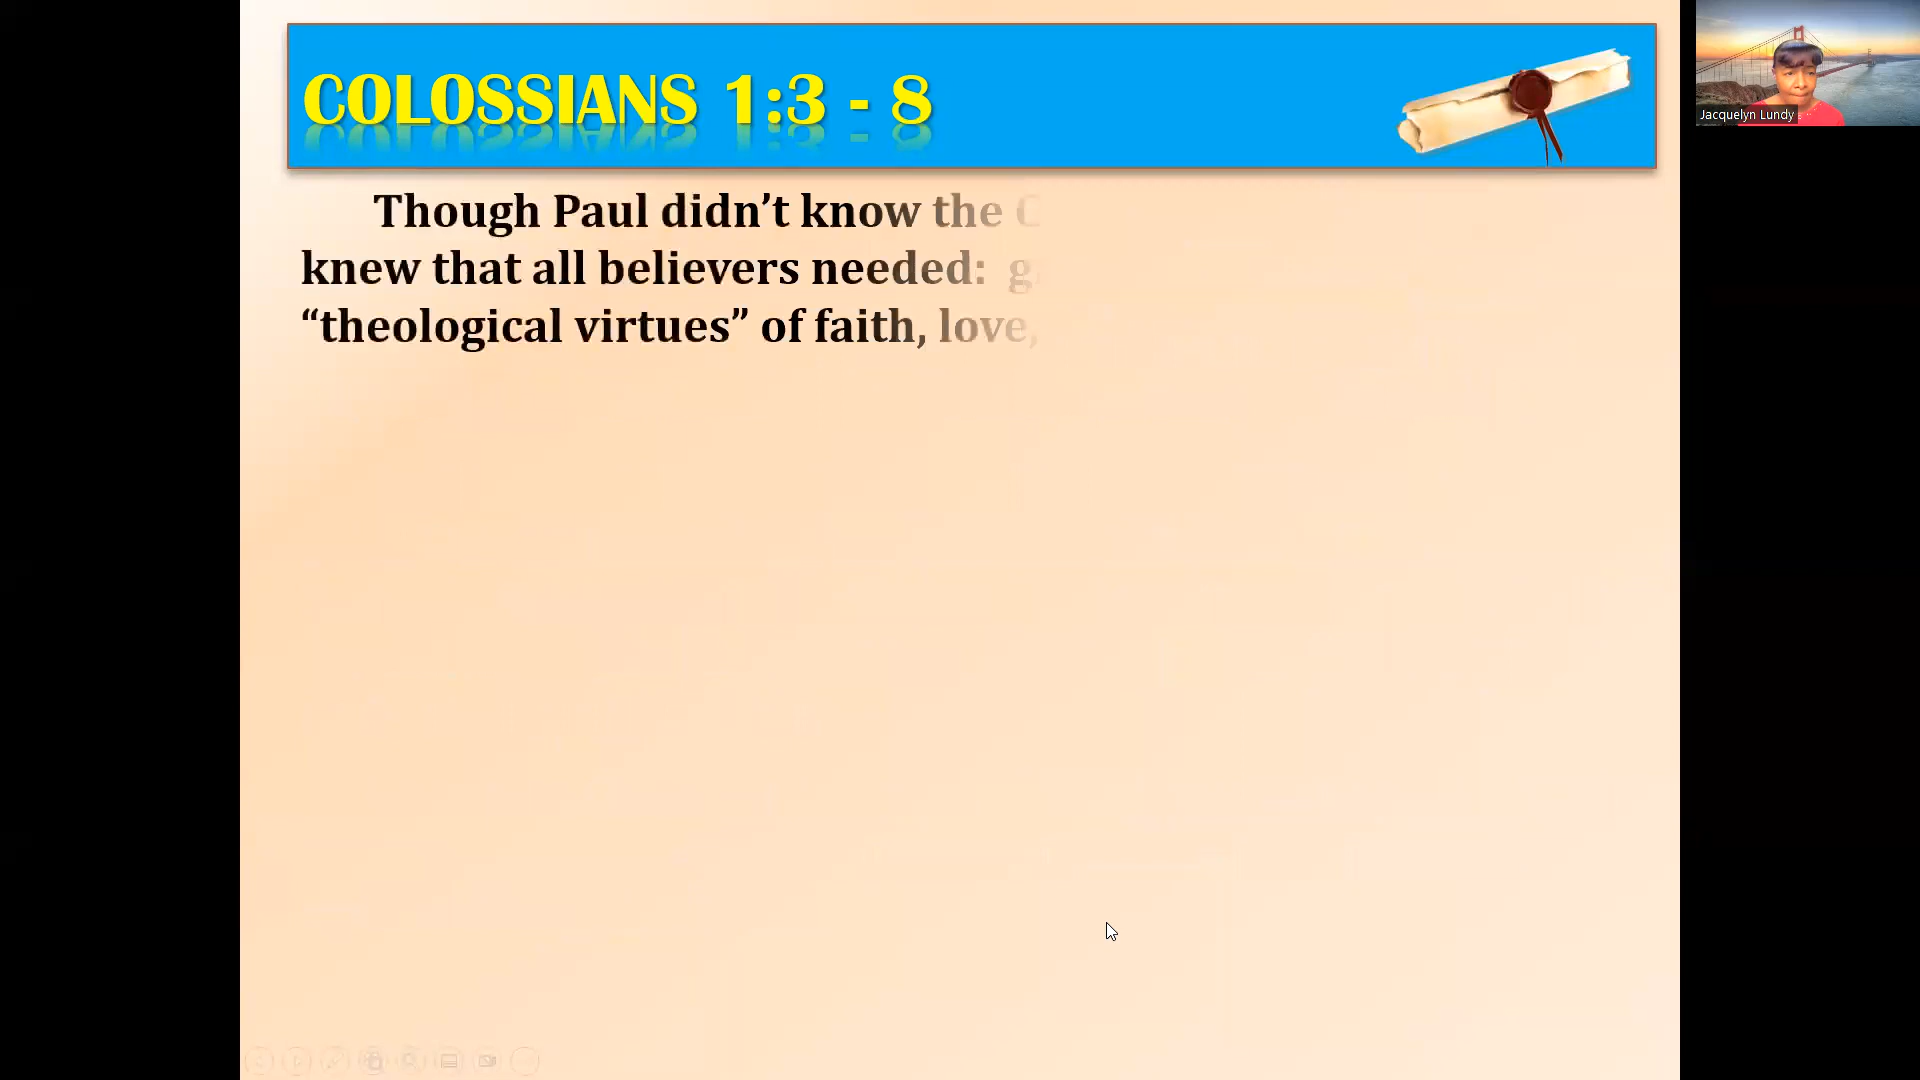 COLOSSIANS 1:3 - 8
Jacquelyn Lundy
Though Paul didn’t know the
knew that all believers needed:
“theological virtues” of faith, love,